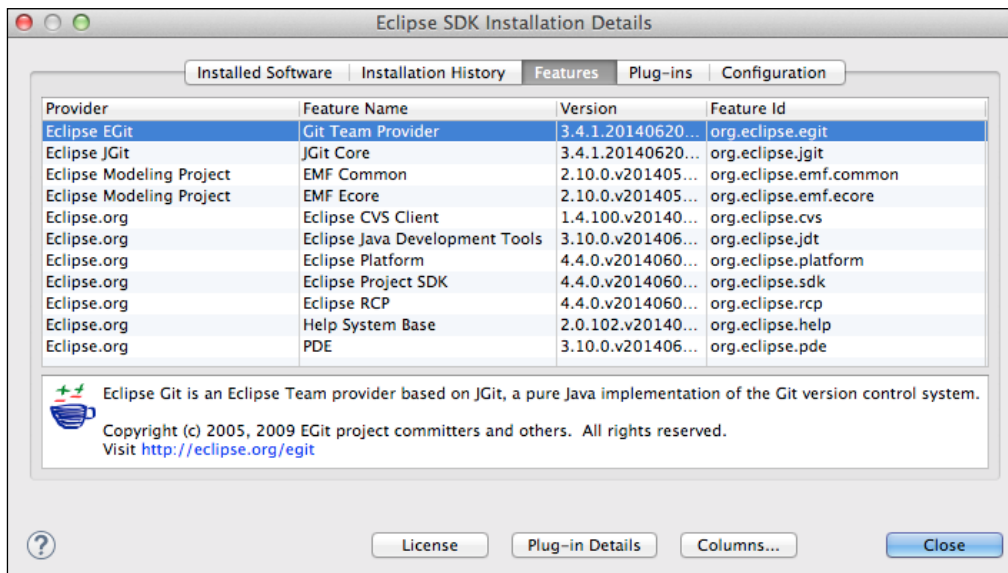 Eclipse SDK Installation Details
Installed Software Installation History Features Plug-ins Configuration
Provider Feature Name Version Feature Id
Eclipse EGit Git Team Provider 3.4.1.20140620... org.eclipse.egit
Eclipse JGit JGit Core 3.4.1.20140620... org.eclipse.jgit
Eclipse Modeling Project EMF Common 2.10.0.v201405... org.eclipse.emf.common
Eclipse Modeling Project EMF Ecore 2.10.0.v201405... org.eclipse.emf.ecore
Eclipse.org Eclipse CVS Client 1.4.100.v20140... org.eclipse.cvs
Eclipse.org Eclipse Java Development Tools 3.10.0.v201406... org.eclipse.jdt
Eclipse.org Eclipse Platform 4.4.0.v2014060... org.eclipse.platform
Eclipse.org Eclipse Project SDK 4.4.0.v2014060... org.eclipse.sdk
Eclipse.org Eclipse RCP 4.4.0.v2014060... org.eclipse.rcp
Eclipse.org Help System Base 2.0.102.v20140... org.eclipse.help
Eclipse.org PDE 3.10.0.v201406... org.eclipse.pde
Eclipse Git is an Eclipse Team provider based on JGit, a pure Java implementation of the Git version control system.
Copyright (c) 2005, 2009 EGit project committers and others. All rights reserved.
Visit http://eclipse.org/egit
? License Plug-in Details Columns... Close